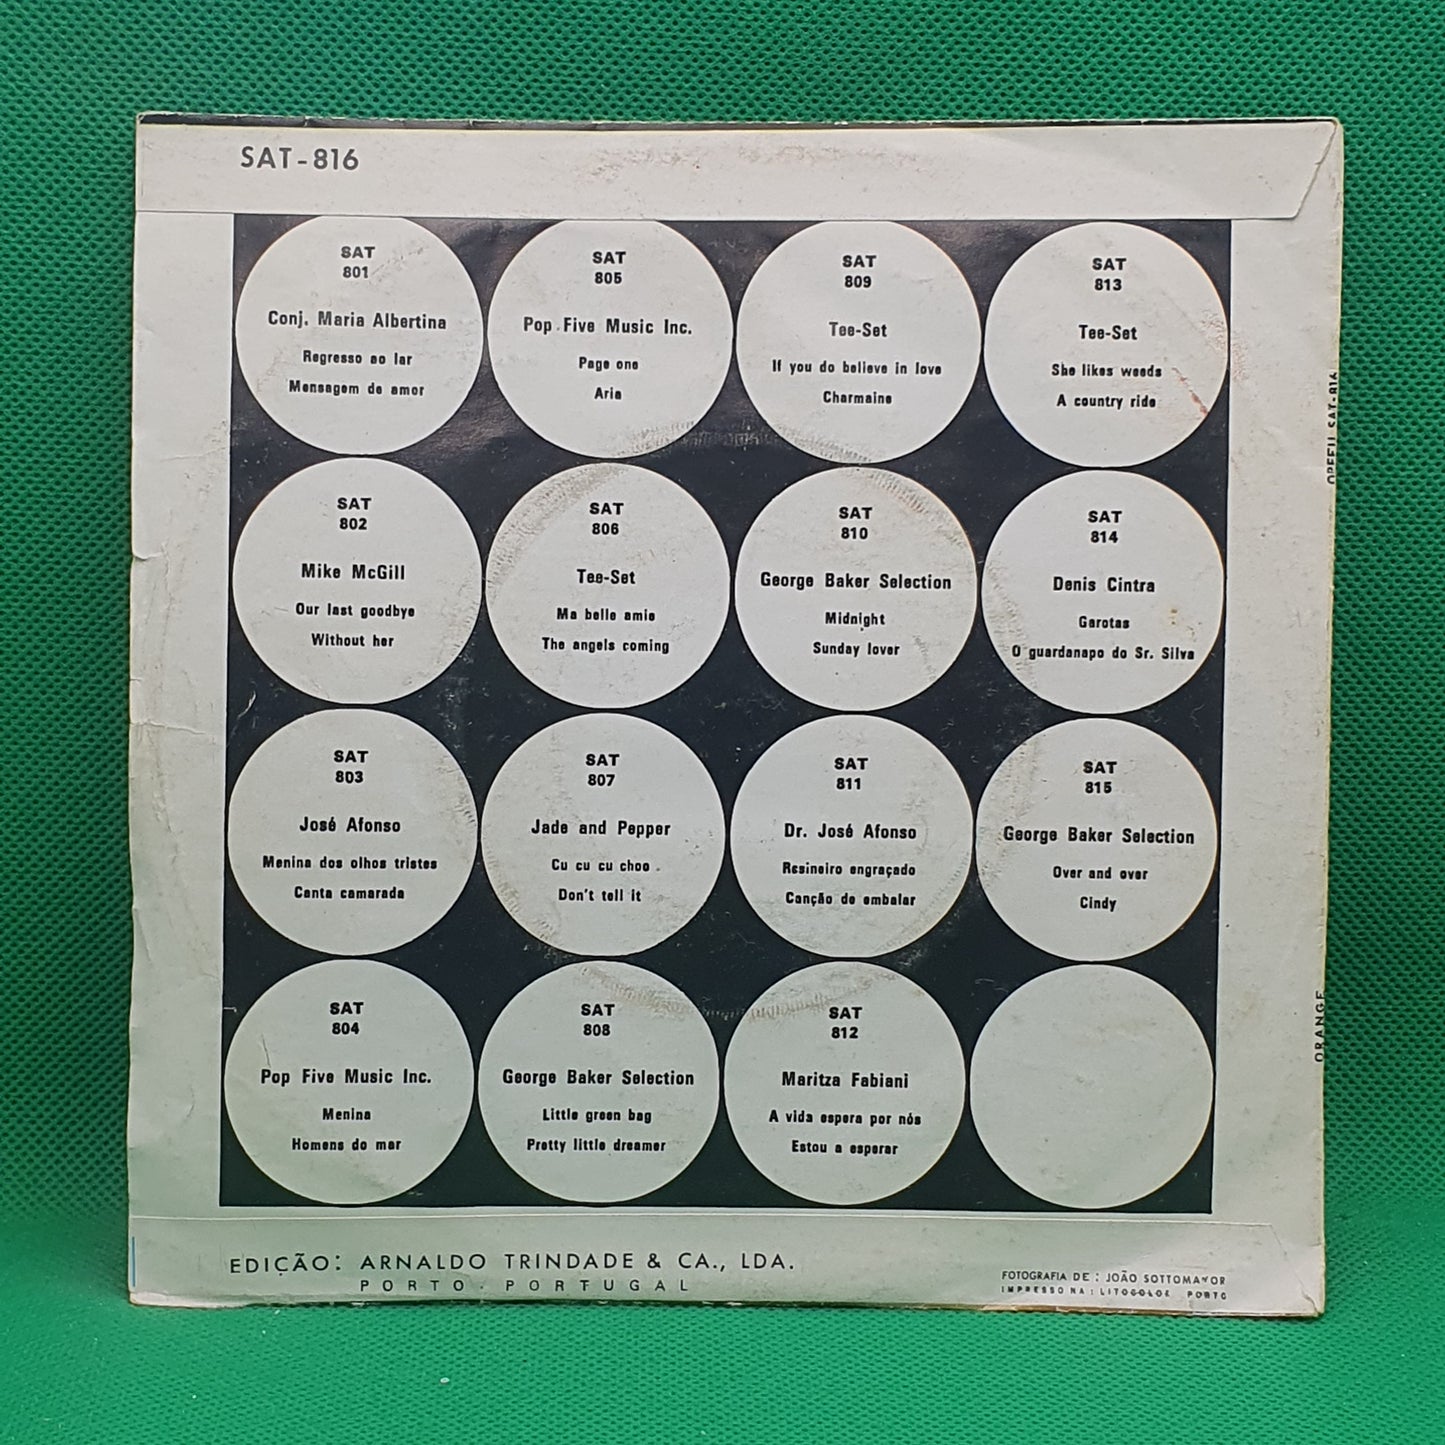 SAT-816
SAT
801
Conj. Maria Albertina
Regresso ao lar
Mensagem de amor
SAT
805
Pop Five Music Inc.
Page one
Aria
SAT
809
Tee-Set
If you do believe in love
Charmaine
SAT
813
Tee-Set
She likes weeds
A country ride
SAT
802
Mike McGill
Our last goodbye
Without her
SAT
806
Tee-Set
Ma belle amie
The angels coming
SAT
810
George Baker Selection
Midnight
Sunday lover
SAT
814
Denis Cintra
Garotas
O guardanapo do Sr. Silva
SAT
803
José Afonso
Menina dos olhos tristes
Canta camarada
SAT
807
Jade and Pepper
Cu cu cu choo
Don't tell it
SAT
811
Dr. José Afonso
Resineiro engraçado
Canção de embalar
SAT
815
George Baker Selection
Over and over
Cindy
SAT
804
Pop Five Music Inc.
Menina
Homens do mar
SAT
808
George Baker Selection
Little green bag
Pretty little dreamer
SAT
812
Maritza Fabiani
A vida espera por nós
Estou a esperar
ORFEU SAT-816
ORANGE
EDIÇÃO: ARNALDO TRINDADE & CA., LDA.
PORTO - PORTUGAL
FOTOGRAFIA DE: JOÃO SOTTOMAYOR
IMPRESSO NA: LITOCOLOR PORTO